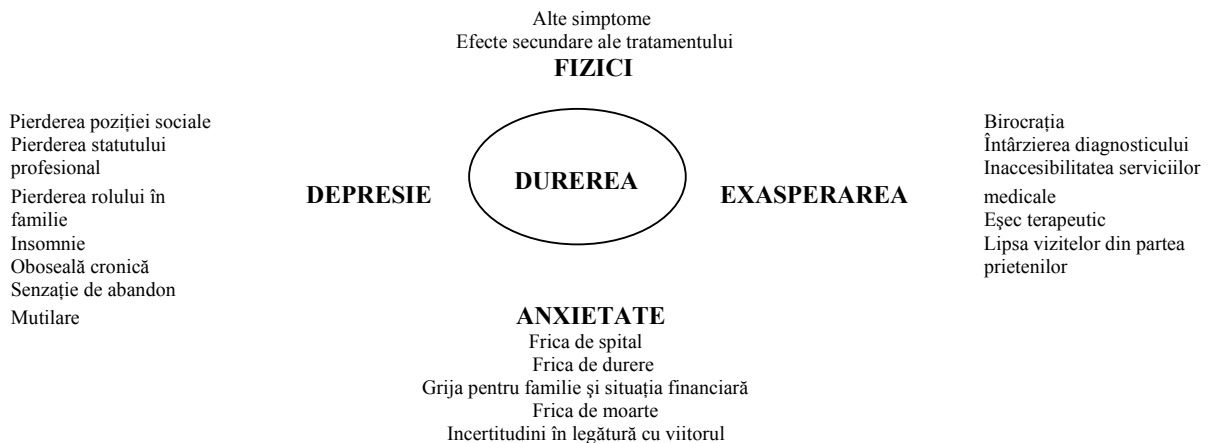 Alte simptome
Efecte secundare ale tratamentului
FIZICI
Pierderea poziției sociale
Pierderea statutului
profesional
Pierderea rolului în
familie
Insomnie
Oboseală cronică
Senzație de abandon
Mutilare
DEPRESIE
DUREREA
EXASPERAREA
Birocrația
Întârzierea diagnosticului
Inaccesibilitatea serviciilor
medicale
Eşec terapeutic
Lipsa vizitelor din partea
prietenilor
ANXIETATE
Frica de spital
Frica de durere
Grija pentru familie şi situația financiară
Frica de moarte
Incertitudini în legătură cu viitorul